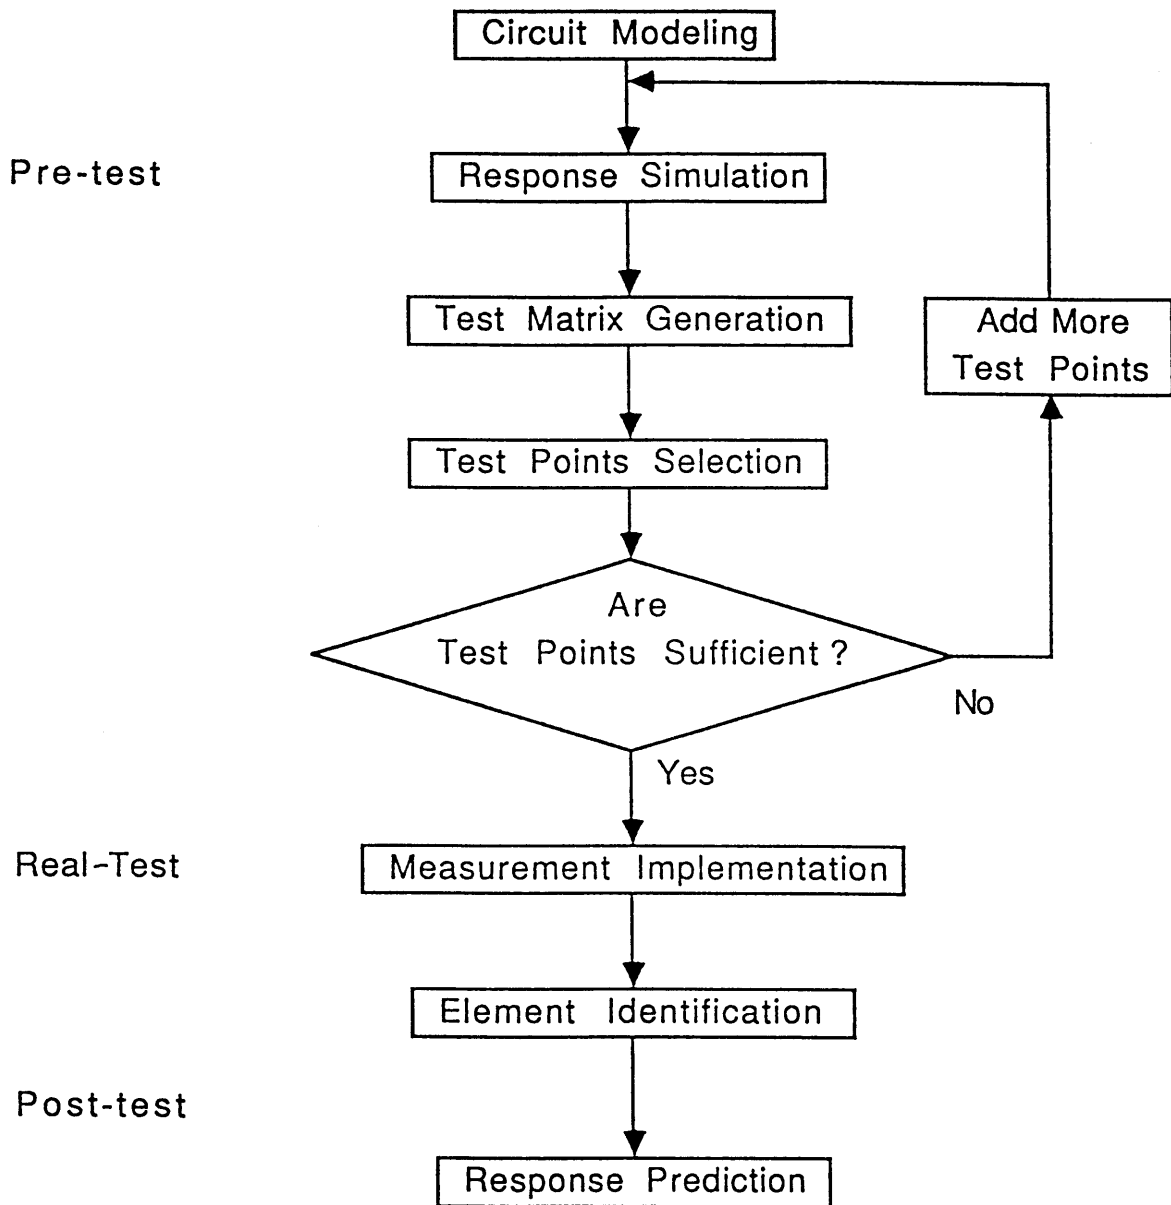 Circuit Modeling
Pre-test
Response Simulation
Test Matrix Generation
Add More
Test Points
Test Points Selection
Are
Test Points Sufficient ?
No
Yes
Real-Test
Measurement Implementation
Element Identification
Post-test
Response Prediction